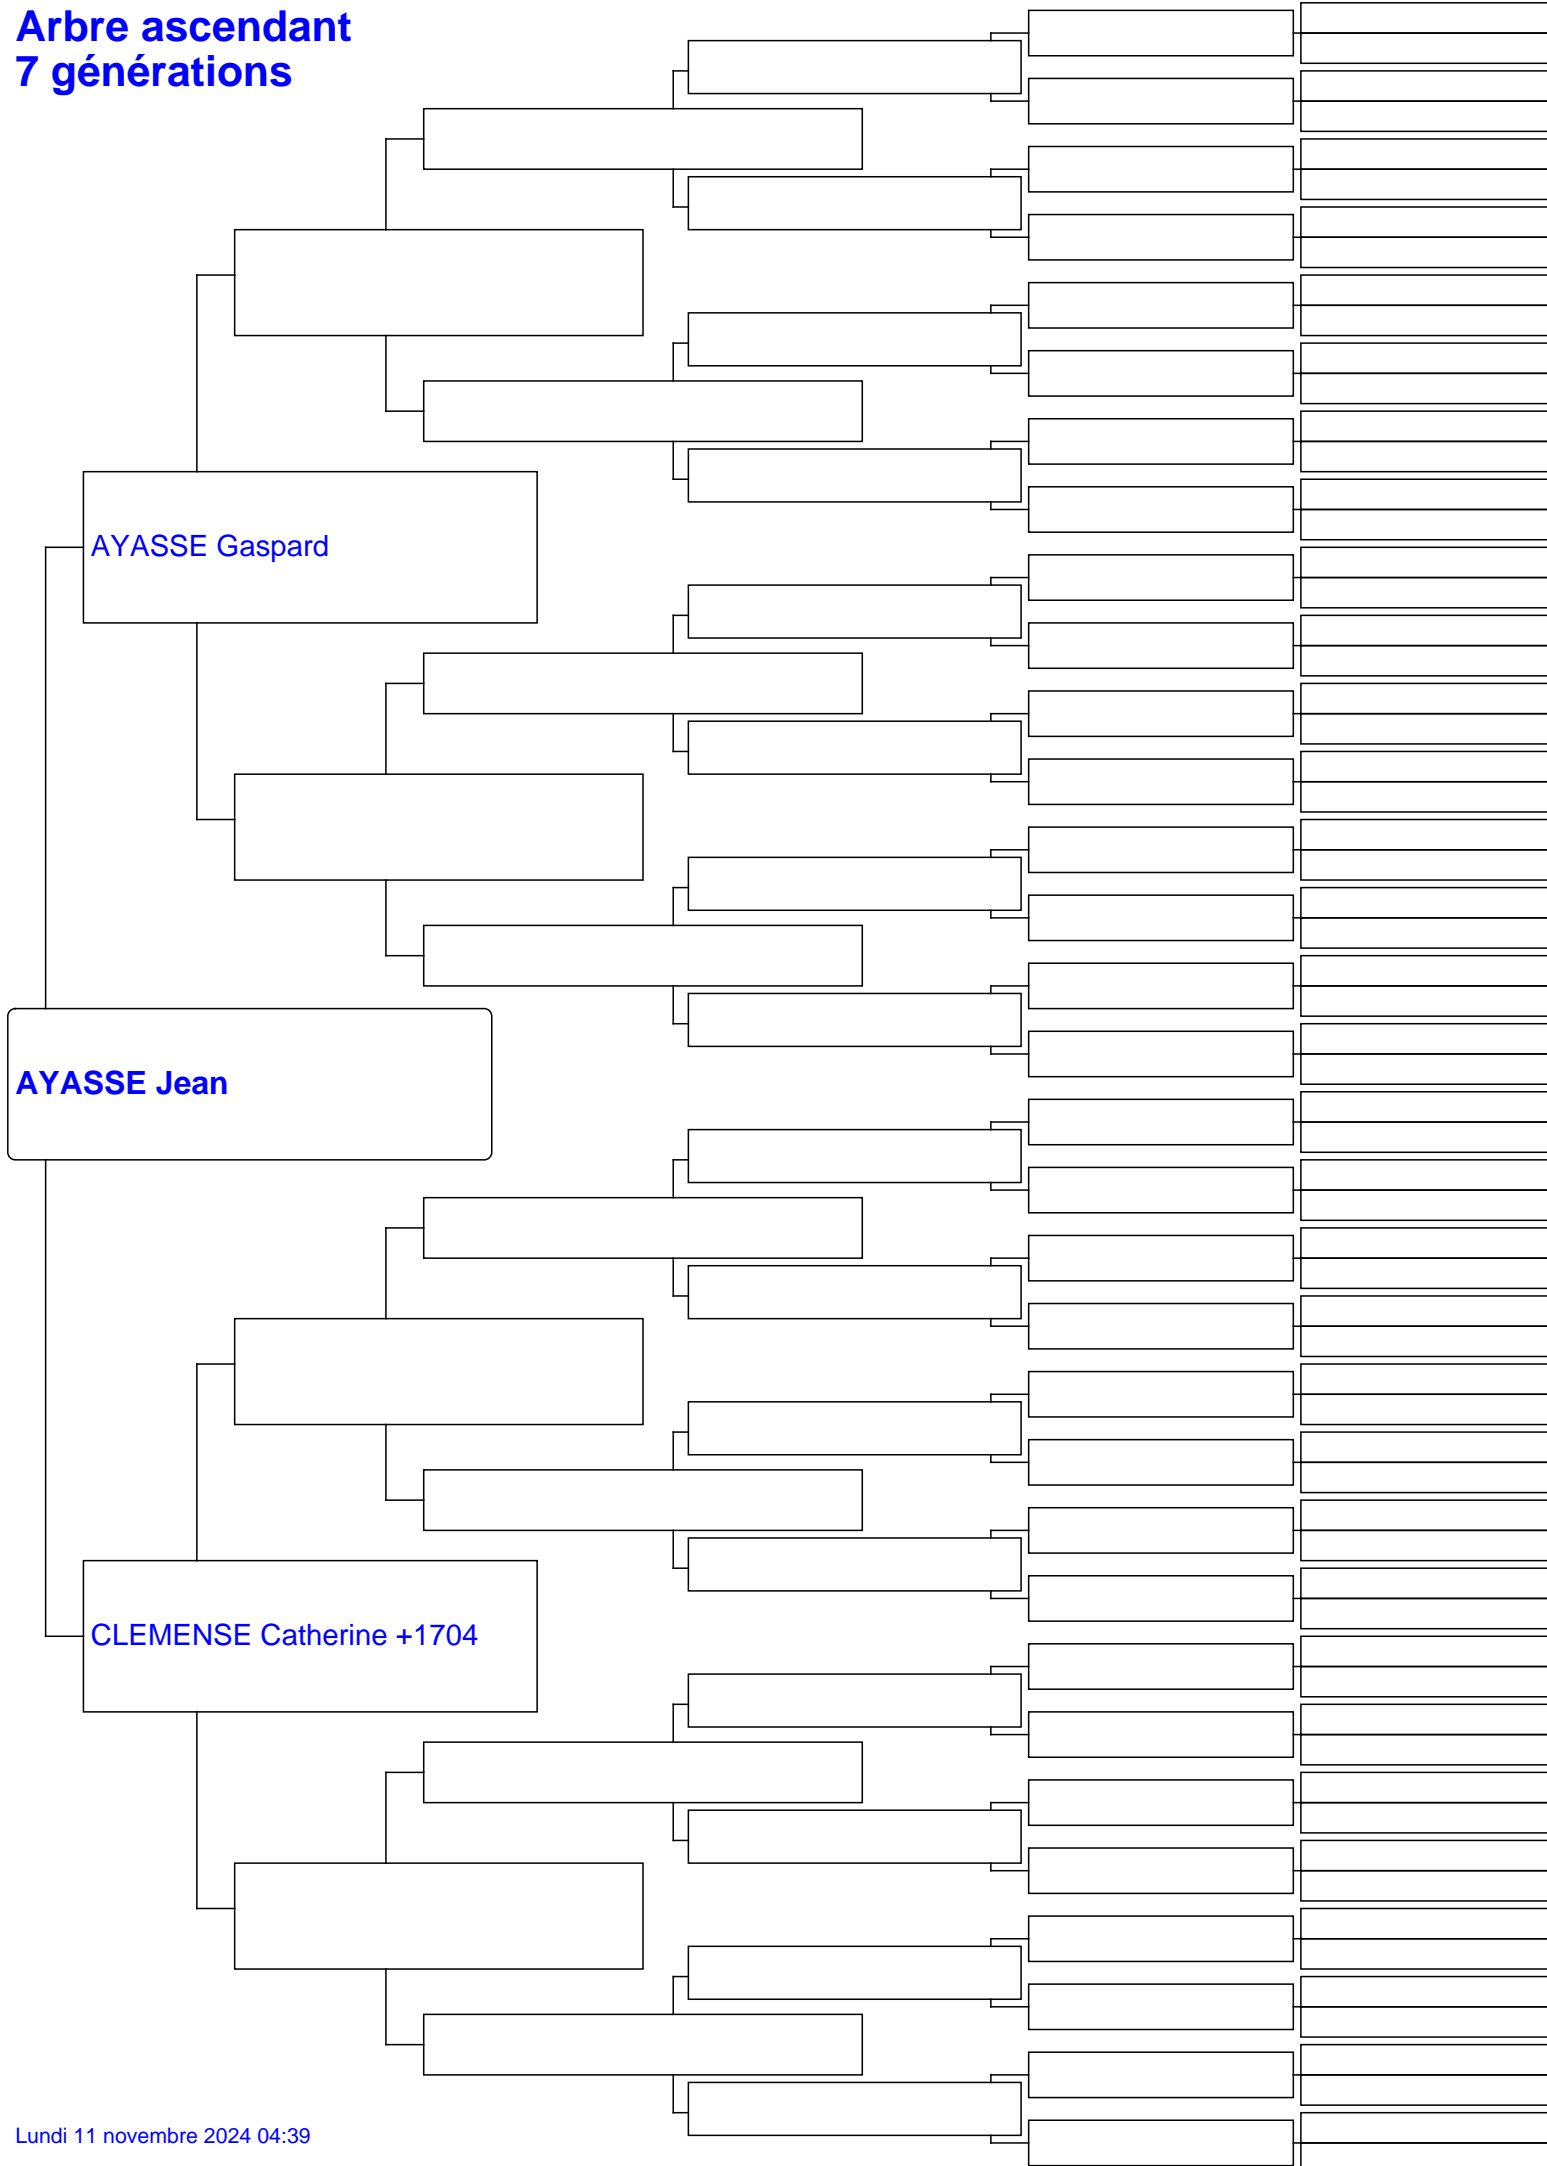 Arbre ascendant
7 générations
AYASSE Gaspard
AYASSE Jean
CLEMENSE Catherine +1704
Lundi 11 novembre 2024 04:39